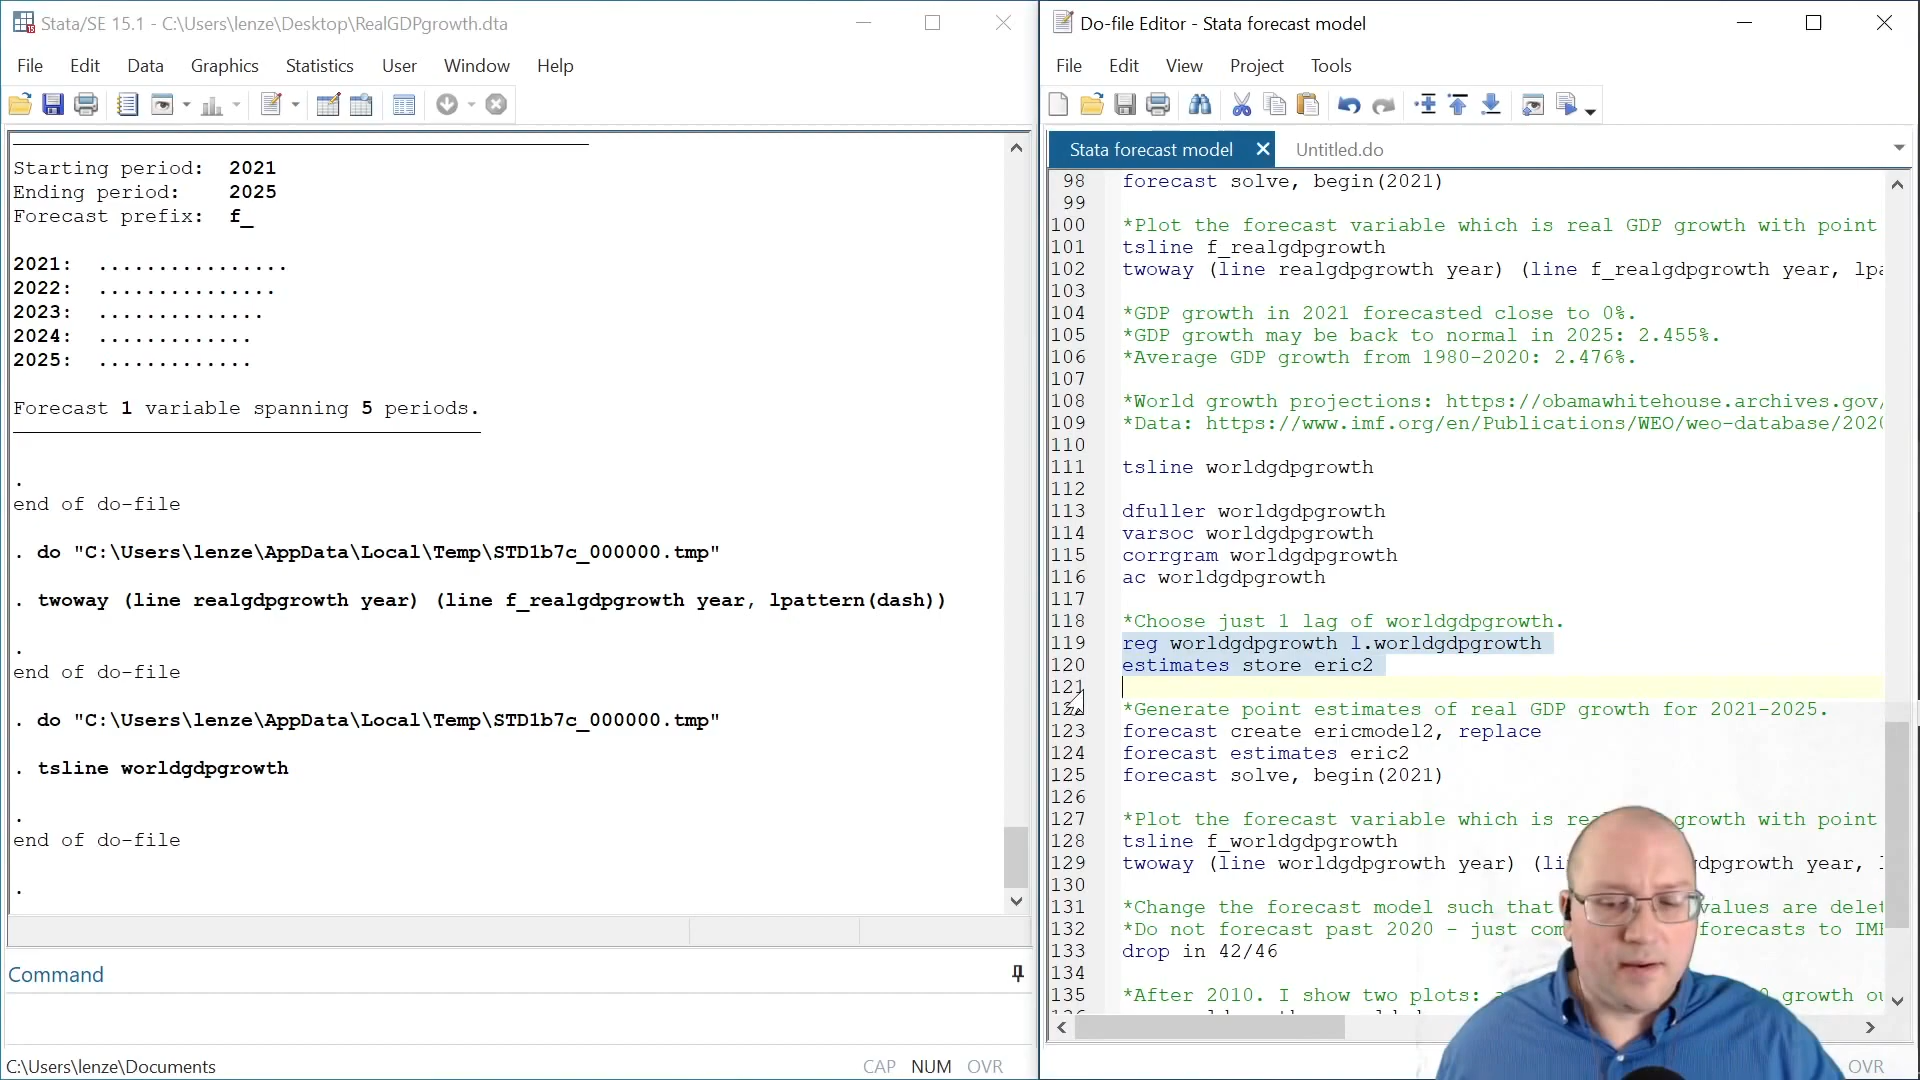 Stata/SE 15.1 - C:\Users\lenze\Desktop\RealGDPgrowth.dta
File Edit Data Graphics Statistics User Window Help
Starting period: 2021
Ending period: 2025
Forecast prefix: f_
2021: ................
2022: ...............
2023: ..............
2024: .............
2025: .............
Forecast 1 variable spanning 5 periods.
.
end of do-file
. do "C:\Users\lenze\AppData\Local\Temp\STD1b7c_000000.tmp"
. twoway (line realgdpgrowth year) (line f_realgdpgrowth year, lpattern(dash))
.
end of do-file
. do "C:\Users\lenze\AppData\Local\Temp\STD1b7c_000000.tmp"
. tsline worldgdpgrowth
.
end of do-file
.
Command
C:\Users\lenze\Documents
CAP NUM OVR
Do-file Editor - Stata forecast model
File Edit View Project Tools
Stata forecast model Untitled.do
98 forecast solve, begin(2021)
99
100 *Plot the forecast variable which is real GDP growth with point
101 tsline f_realgdpgrowth
102 twoway (line realgdpgrowth year) (line f_realgdpgrowth year, lpa
103
104 *GDP growth in 2021 forecasted close to 0%.
105 *GDP growth may be back to normal in 2025: 2.455%.
106 *Average GDP growth from 1980-2020: 2.476%.
107
108 *World growth projections: https://obamawhitehouse.archives.gov/
109 *Data: https://www.imf.org/en/Publications/WEO/weo-database/2020
110
111 tsline worldgdpgrowth
112
113 dfuller worldgdpgrowth
114 varsoc worldgdpgrowth
115 corrgram worldgdpgrowth
116 ac worldgdpgrowth
117
118 *Choose just 1 lag of worldgdpgrowth.
119 reg worldgdpgrowth l.worldgdpgrowth
120 estimates store eric2
121
122 *Generate point estimates of real GDP growth for 2021-2025.
123 forecast create ericmodel2, replace
124 forecast estimates eric2
125 forecast solve, begin(2021)
126
127 *Plot the forecast variable which is growth with point
128 tsline f_worldgdpgrowth
129 twoway (line worldgdpgrowth year) dpgrowth year,
130
131 *Change the forecast model such that values are dele
132 *Do not forecast past 2020 - just forecasts to IM
133 drop in 42/46
134
135 *After 2010. I show two plots: growth
OVR